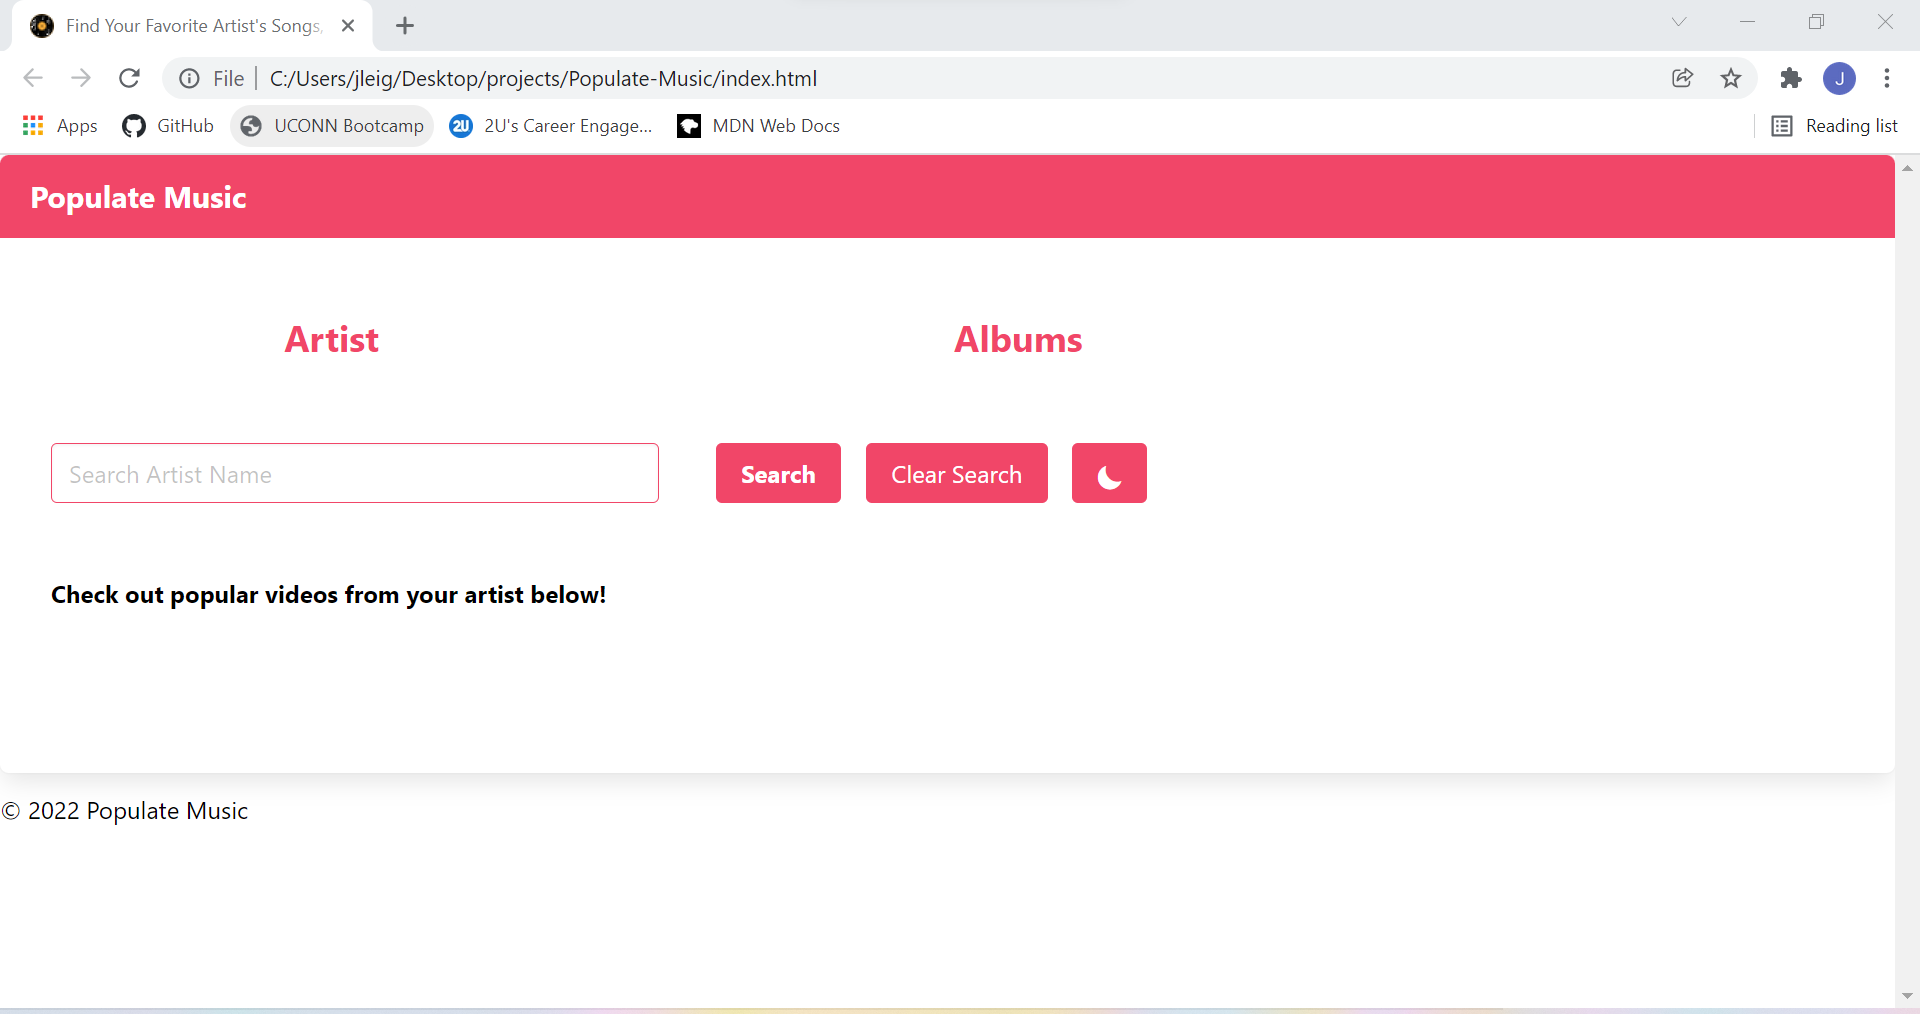 Find Your Favorite Artist's Songs,
File C:/Users/jleig/Desktop/projects/Populate-Music/index.html J
Apps GitHub UCONN Bootcamp 2U 2U's Career Engage... MDN Web Docs Reading list
Populate Music
Artist Albums
Search Artist Name Search Clear Search
Check out popular videos from your artist below!
© 2022 Populate Music